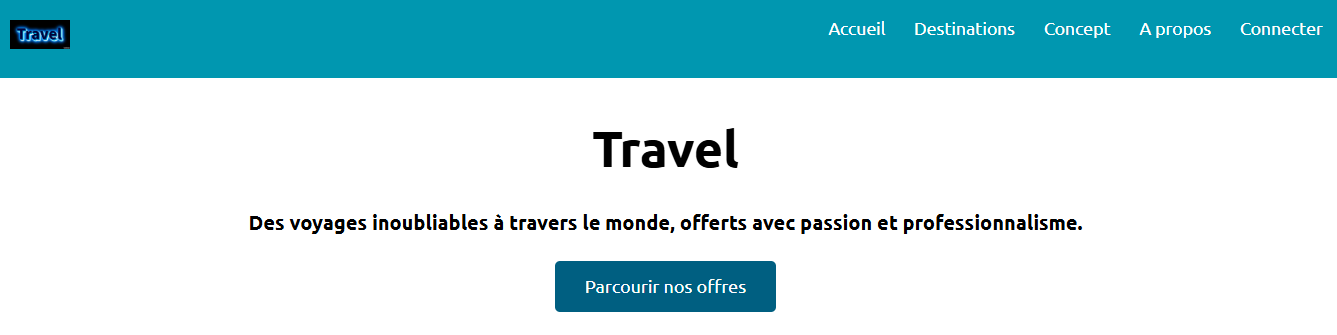 Travel
Accueil Destinations Concept A propos Connecter
Travel
Des voyages inoubliables à travers le monde, offerts avec passion et professionnalisme.
Parcourir nos offres